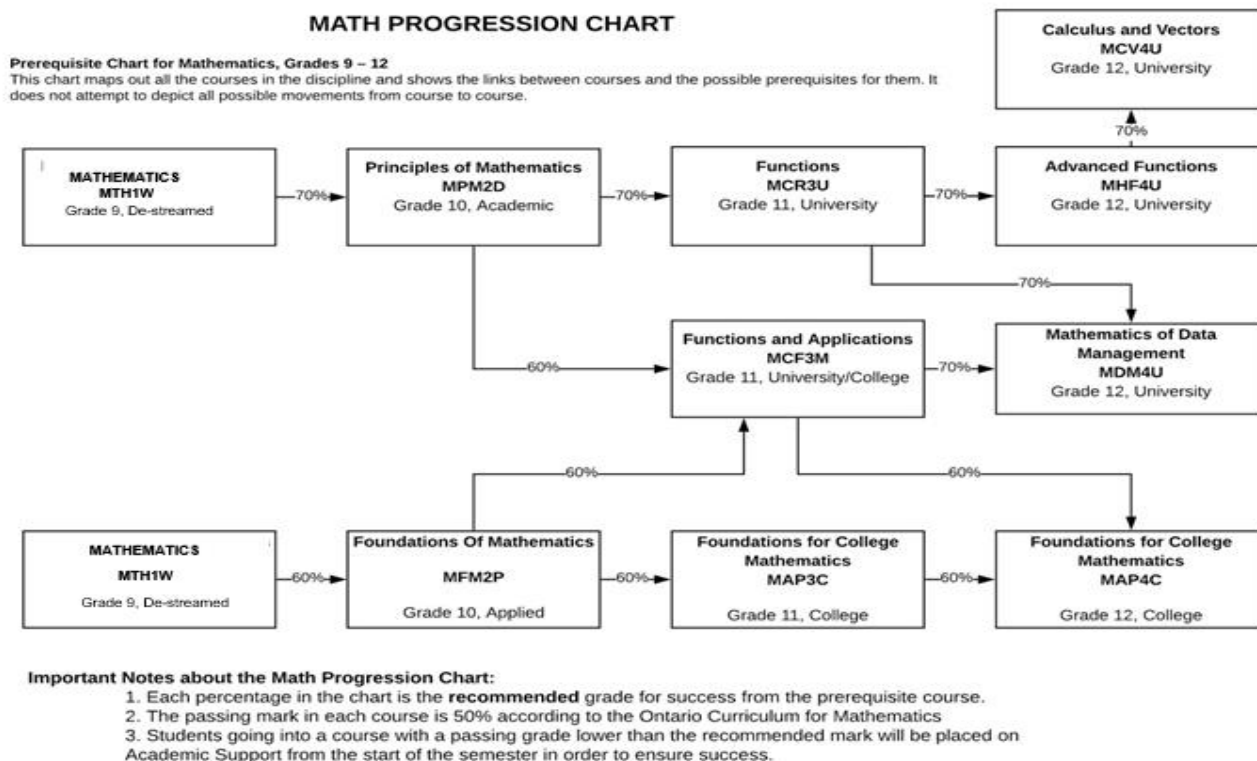 MATH PROGRESSION CHART
Prerequisite Chart for Mathematics, Grades 9 – 12
This chart maps out all the courses in the discipline and shows the links between courses and the possible prerequisites for them. It
does not attempt to depict all possible movements from course to course.
Calculus and Vectors
MCV4U
Grade 12, University
70%
MATHEMATICS
MTH1W
Grade 9, De-streamed
70%
Principles of Mathematics
MPM2D
Grade 10, Academic
70%
Functions
MCR3U
Grade 11, University
70%
Advanced Functions
MHF4U
Grade 12, University
70%
60%
Functions and Applications
MCF3M
Grade 11, University/College
70%
Mathematics of Data
Management
MDM4U
Grade 12, University
60%
60%
MATHEMATICS
MTH1W
Grade 9, De-streamed
60%
Foundations Of Mathematics
MFM2P
Grade 10, Applied
60%
Foundations for College
Mathematics
MAP3C
Grade 11, College
60%
Foundations for College
Mathematics
MAP4C
Grade 12, College
Important Notes about the Math Progression Chart:
1. Each percentage in the chart is the recommended grade for success from the prerequisite course.
2. The passing mark in each course is 50% according to the Ontario Curriculum for Mathematics
3. Students going into a course with a passing grade lower than the recommended mark will be placed on
Academic Support from the start of the semester in order to ensure success.